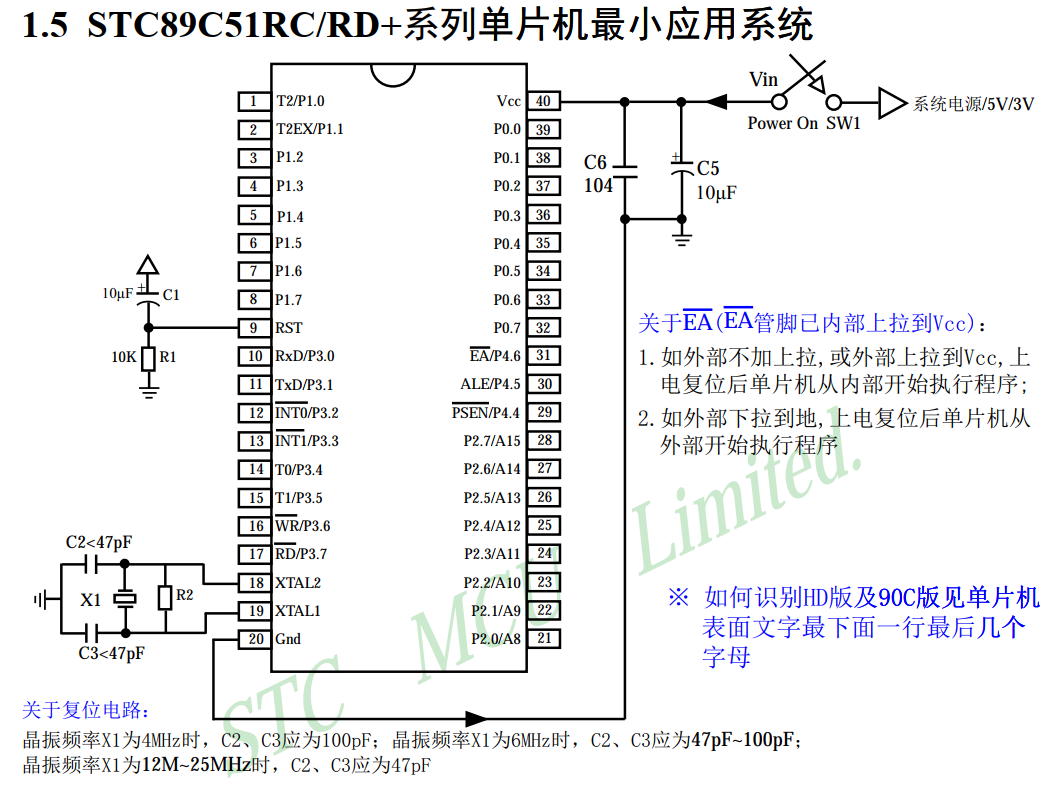 1.5 STC89C51RC/RD+系列单片机最小应用系统
Vin
Power On SW1
系统电源/5V/3V
1 T2/P1.0 Vcc 40
2 T2EX/P1.1 P0.0 39
3 P1.2 P0.1 38
4 P1.3 P0.2 37
5 P1.4 P0.3 36
6 P1.5 P0.4 35
7 P1.6 P0.5 34
8 P1.7 P0.6 33
9 RST P0.7 32
10 RxD/P3.0 EA/P4.6 31
11 TxD/P3.1 ALE/P4.5 30
12 INT0/P3.2 PSEN/P4.4 29
13 INT1/P3.3 P2.7/A15 28
14 T0/P3.4 P2.6/A14 27
15 T1/P3.5 P2.5/A13 26
16 WR/P3.6 P2.4/A12 25
17 RD/P3.7 P2.3/A11 24
18 XTAL2 P2.2/A10 23
19 XTAL1 P2.1/A9 22
20 Gnd P2.0/A8 21
C6
104
+
C5
10μF
10μF + C1
10K R1
C2<47pF
X1
R2
C3<47pF
关于EA(EA管脚已内部上拉到Vcc):
1.如外部不加上拉,或外部上拉到Vcc,上
电复位后单片机从内部开始执行程序;
2.如外部下拉到地,上电复位后单片机从
外部开始执行程序
※ 如何识别HD版及90C版见单片机
表面文字最下面一行最后几个
字母
STC MCU Limited.
关于复位电路:
晶振频率X1为4MHz时，C2、C3应为100pF；晶振频率X1为6MHz时，C2、C3应为47pF~100pF；
晶振频率X1为12M~25MHz时，C2、C3应为47pF